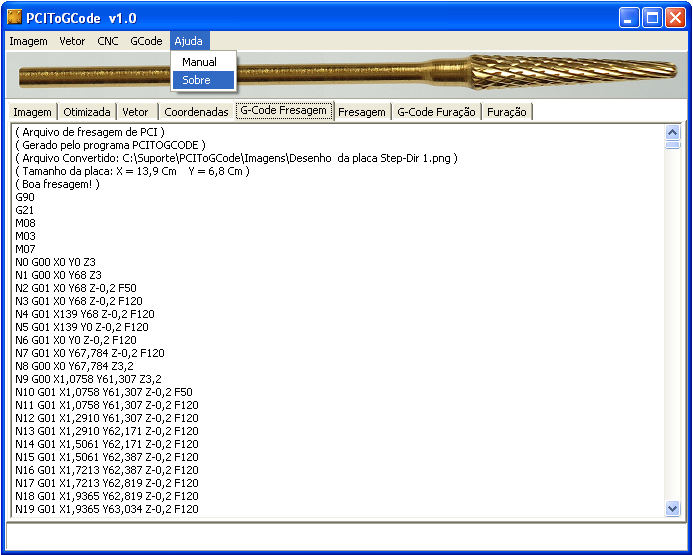 PCIToGCode v1.0
Imagem Vetor CNC GCode Ajuda
Manual
Sobre
Imagem Otimizada Vetor Coordenadas G-Code Fresagem Fresagem G-Code Furação Furação
( Arquivo de fresagem de PCI )
( Gerado pelo programa PCITOGCODE )
( Arquivo Convertido: C:\Suporte\PCIToGCode\Imagens\Desenho  da placa Step-Dir 1.png )
( Tamanho da placa: X = 13,9 Cm    Y = 6,8 Cm )
( Boa fresagem! )
G90
G21
M08
M03
M07
N0 G00 X0 Y0 Z3
N1 G00 X0 Y68 Z3
N2 G01 X0 Y68 Z-0,2 F50
N3 G01 X0 Y68 Z-0,2 F120
N4 G01 X139 Y68 Z-0,2 F120
N5 G01 X139 Y0 Z-0,2 F120
N6 G01 X0 Y0 Z-0,2 F120
N7 G01 X0 Y67,784 Z-0,2 F120
N8 G00 X0 Y67,784 Z3,2
N9 G00 X1,0758 Y61,307 Z3,2
N10 G01 X1,0758 Y61,307 Z-0,2 F50
N11 G01 X1,0758 Y61,307 Z-0,2 F120
N12 G01 X1,2910 Y61,307 Z-0,2 F120
N13 G01 X1,2910 Y62,171 Z-0,2 F120
N14 G01 X1,5061 Y62,171 Z-0,2 F120
N15 G01 X1,5061 Y62,387 Z-0,2 F120
N16 G01 X1,7213 Y62,387 Z-0,2 F120
N17 G01 X1,7213 Y62,819 Z-0,2 F120
N18 G01 X1,9365 Y62,819 Z-0,2 F120
N19 G01 X1,9365 Y63,034 Z-0,2 F120